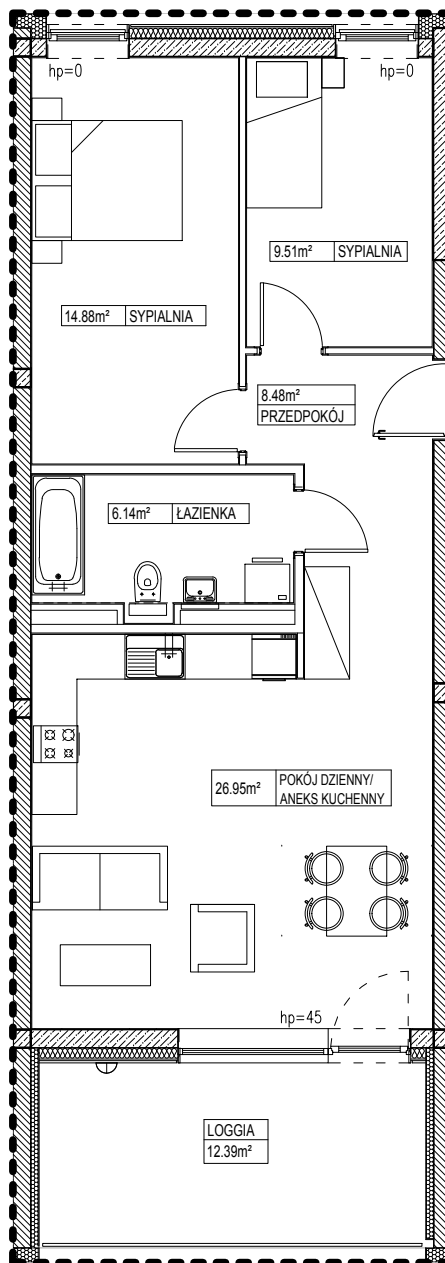 hp=0
hp=0
9.51m² SYPIALNIA
14.88m² SYPIALNIA
8.48m²
PRZEDPOKÓJ
6.14m² ŁAZIENKA
26.95m² POKÓJ DZIENNY/
ANEKS KUCHENNY
hp=45
LOGGIA
12.39m²